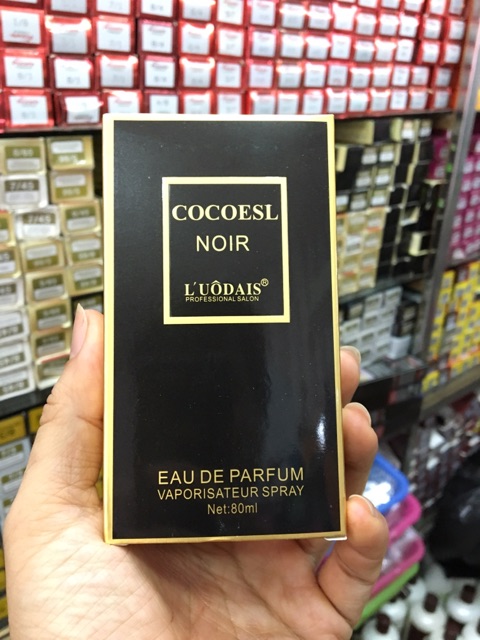 COCOESL
NOIR
L'UÔDAIS®
PROFESSIONAL SALON
EAU DE PARFUM
VAPORISATEUR SPRAY
Net:80ml